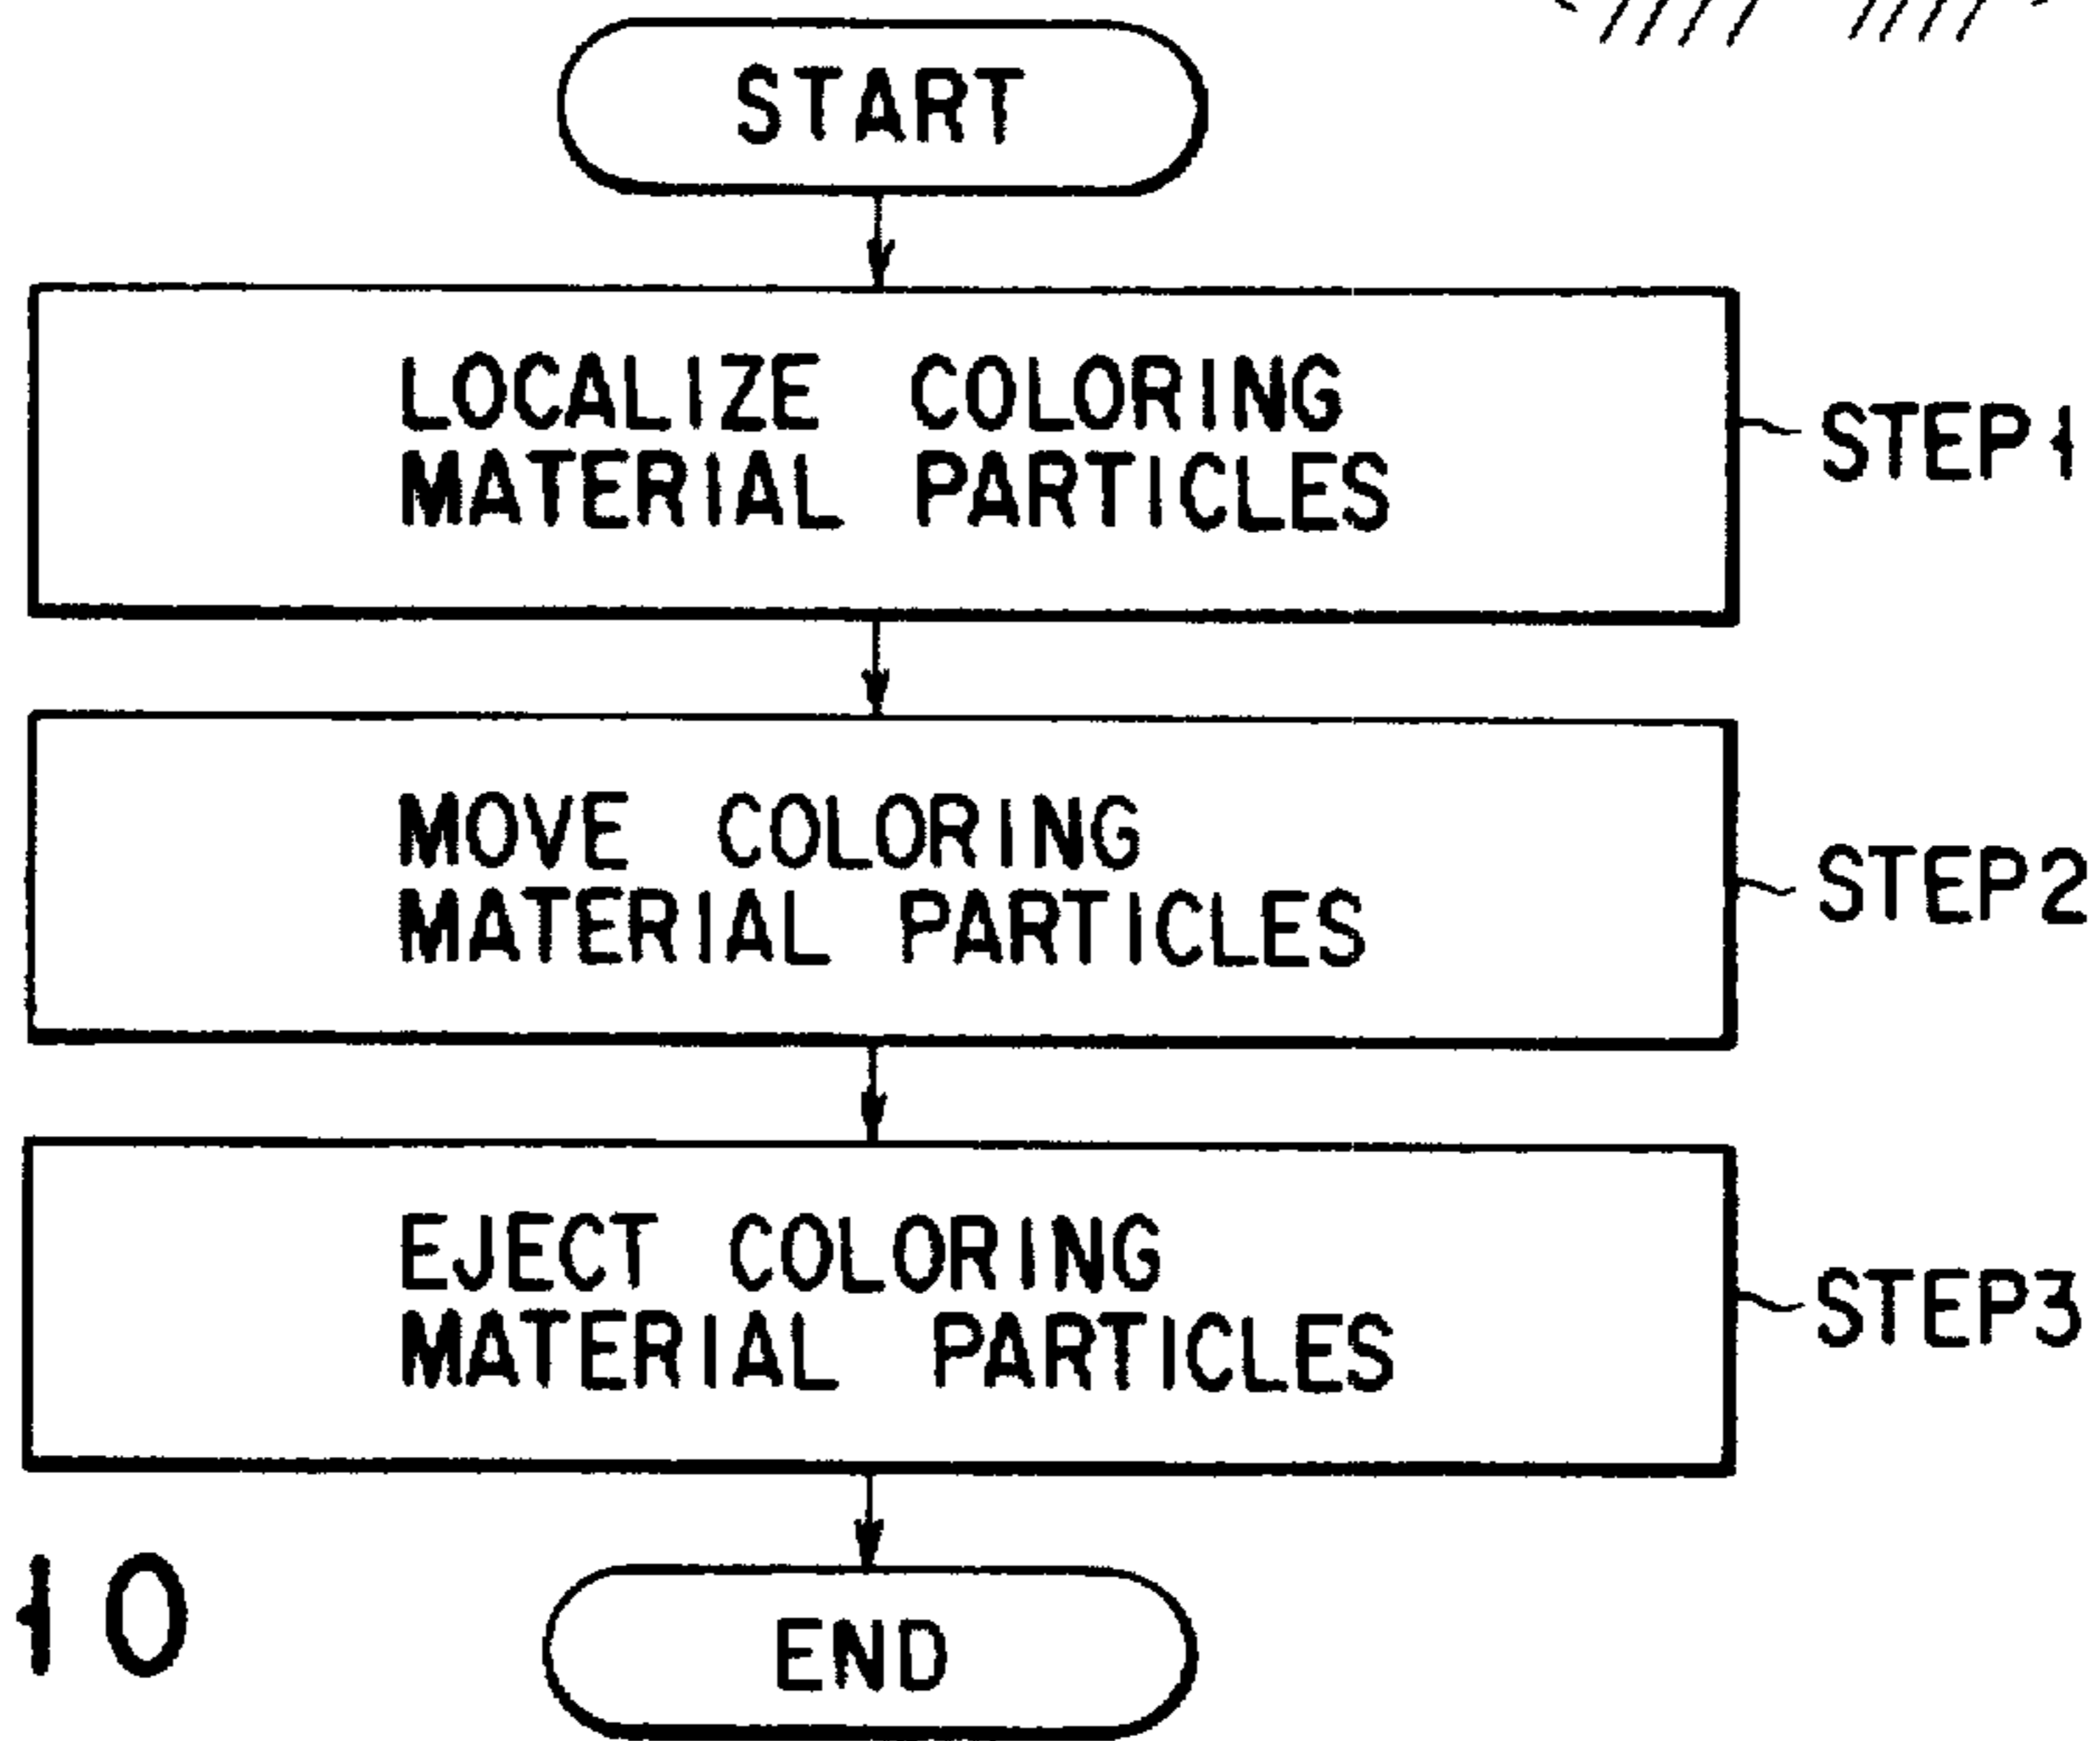 START
LOCALIZE COLORING
MATERIAL PARTICLES
STEP1
MOVE COLORING
MATERIAL PARTICLES
STEP2
EJECT COLORING
MATERIAL PARTICLES
STEP3
10
END